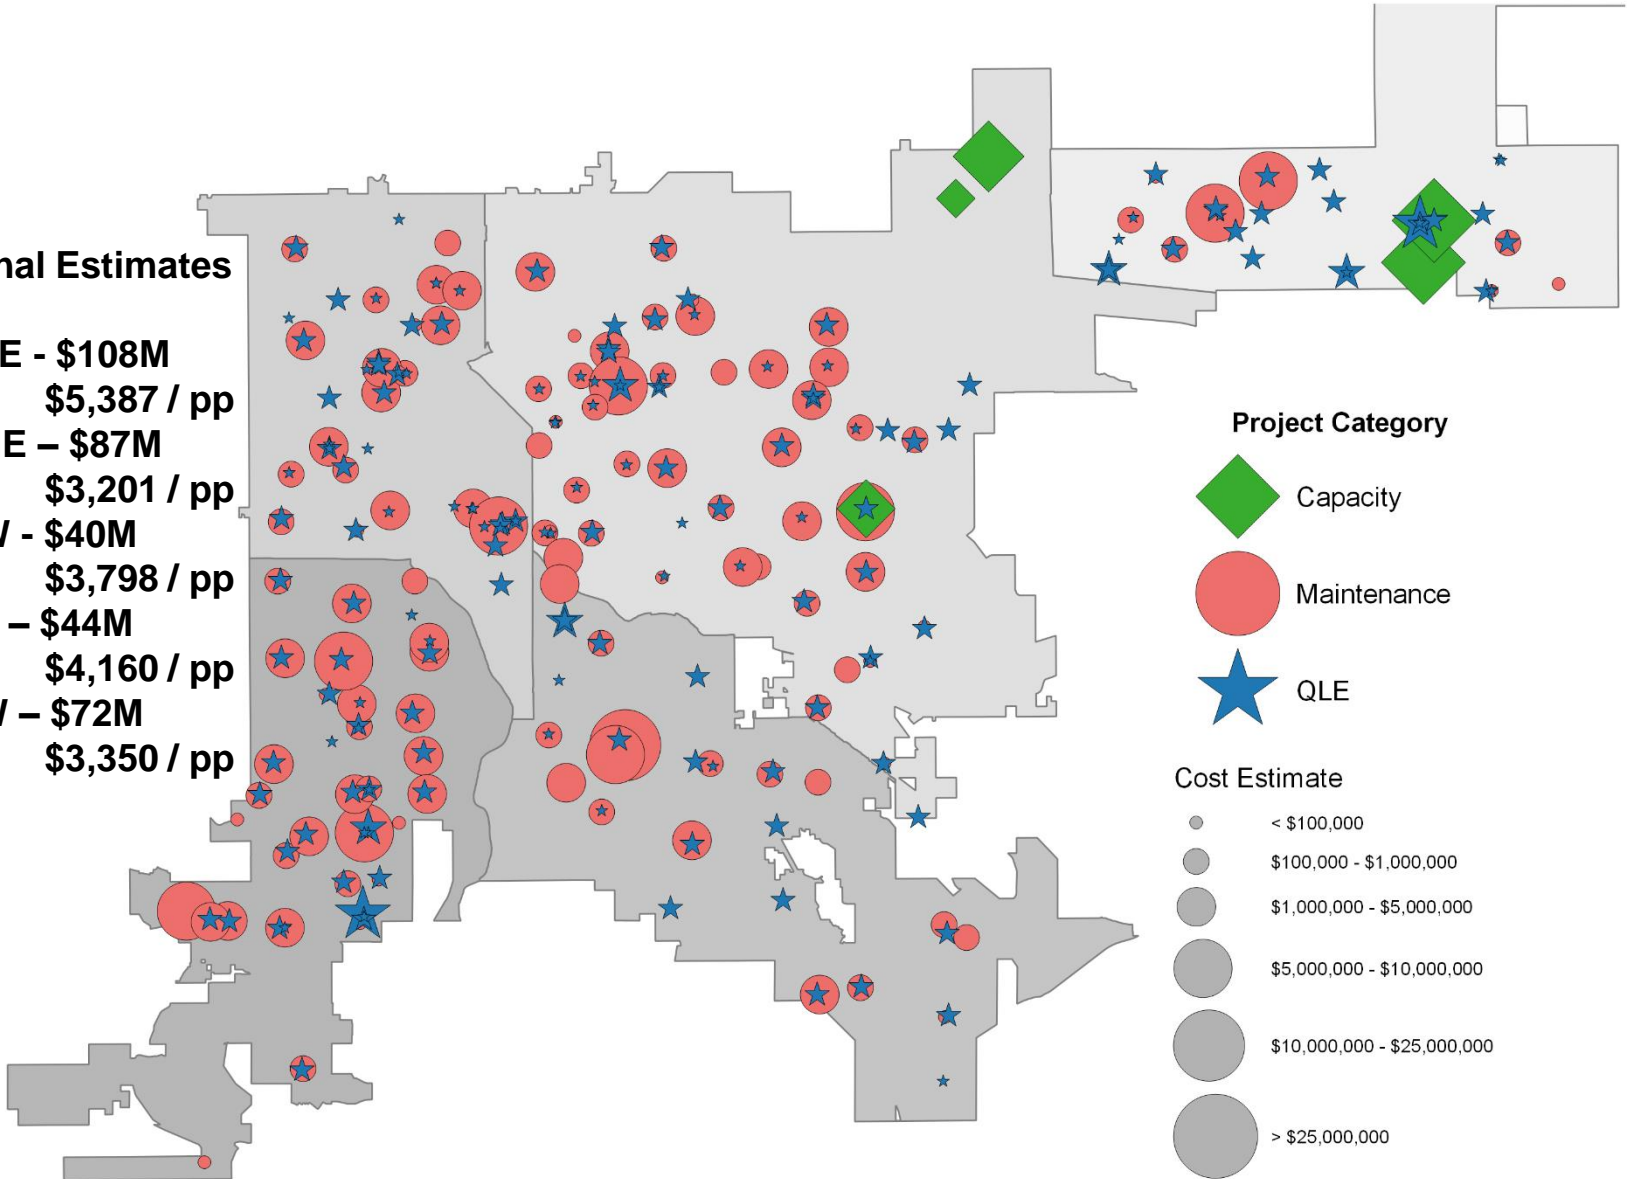 nal Estimates
E - $108M
$5,387 / pp
E – $87M
$3,201 / pp
- $40M
$3,798 / pp
– $44M
$4,160 / pp
– $72M
$3,350 / pp
Project Category
Capacity
Maintenance
QLE
Cost Estimate
< $100,000
$100,000 - $1,000,000
$1,000,000 - $5,000,000
$5,000,000 - $10,000,000
$10,000,000 - $25,000,000
> $25,000,000